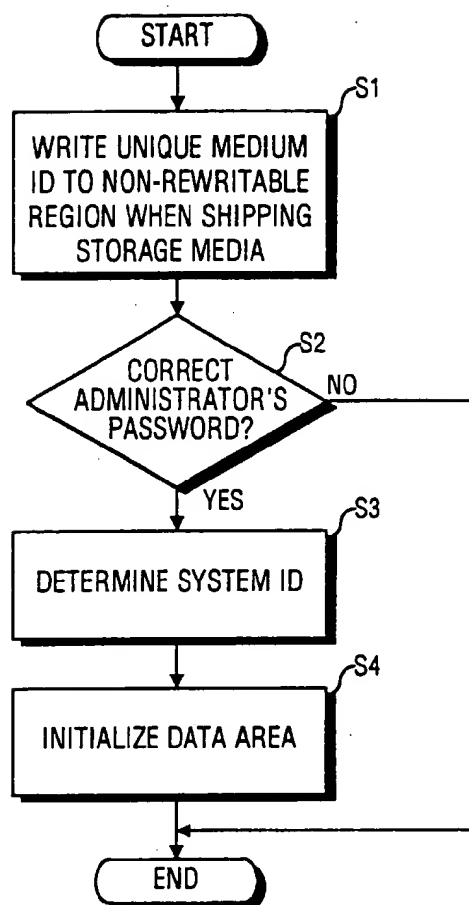 START
S1
WRITE UNIQUE MEDIUM
ID TO NON-REWRITABLE
REGION WHEN SHIPPING
STORAGE MEDIA
S2
CORRECT
ADMINISTRATOR'S
PASSWORD?
NO
YES
S3
DETERMINE SYSTEM ID
S4
INITIALIZE DATA AREA
END